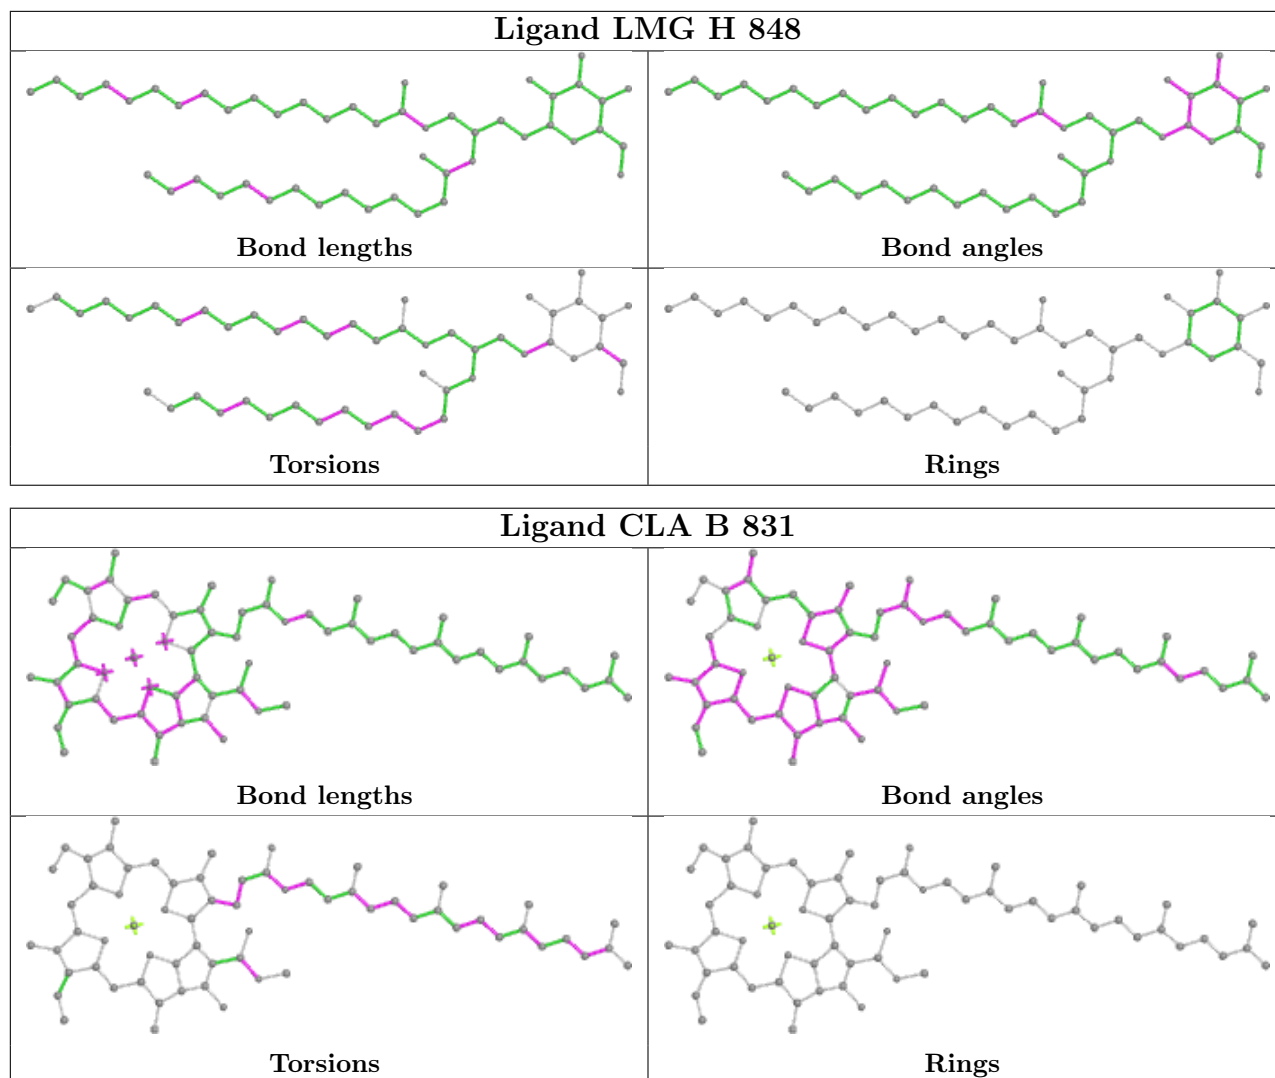 Ligand LMG H 848
Bond lengths
Bond angles
Torsions
Rings
Ligand CLA B 831
Bond lengths
Bond angles
Torsions
Rings